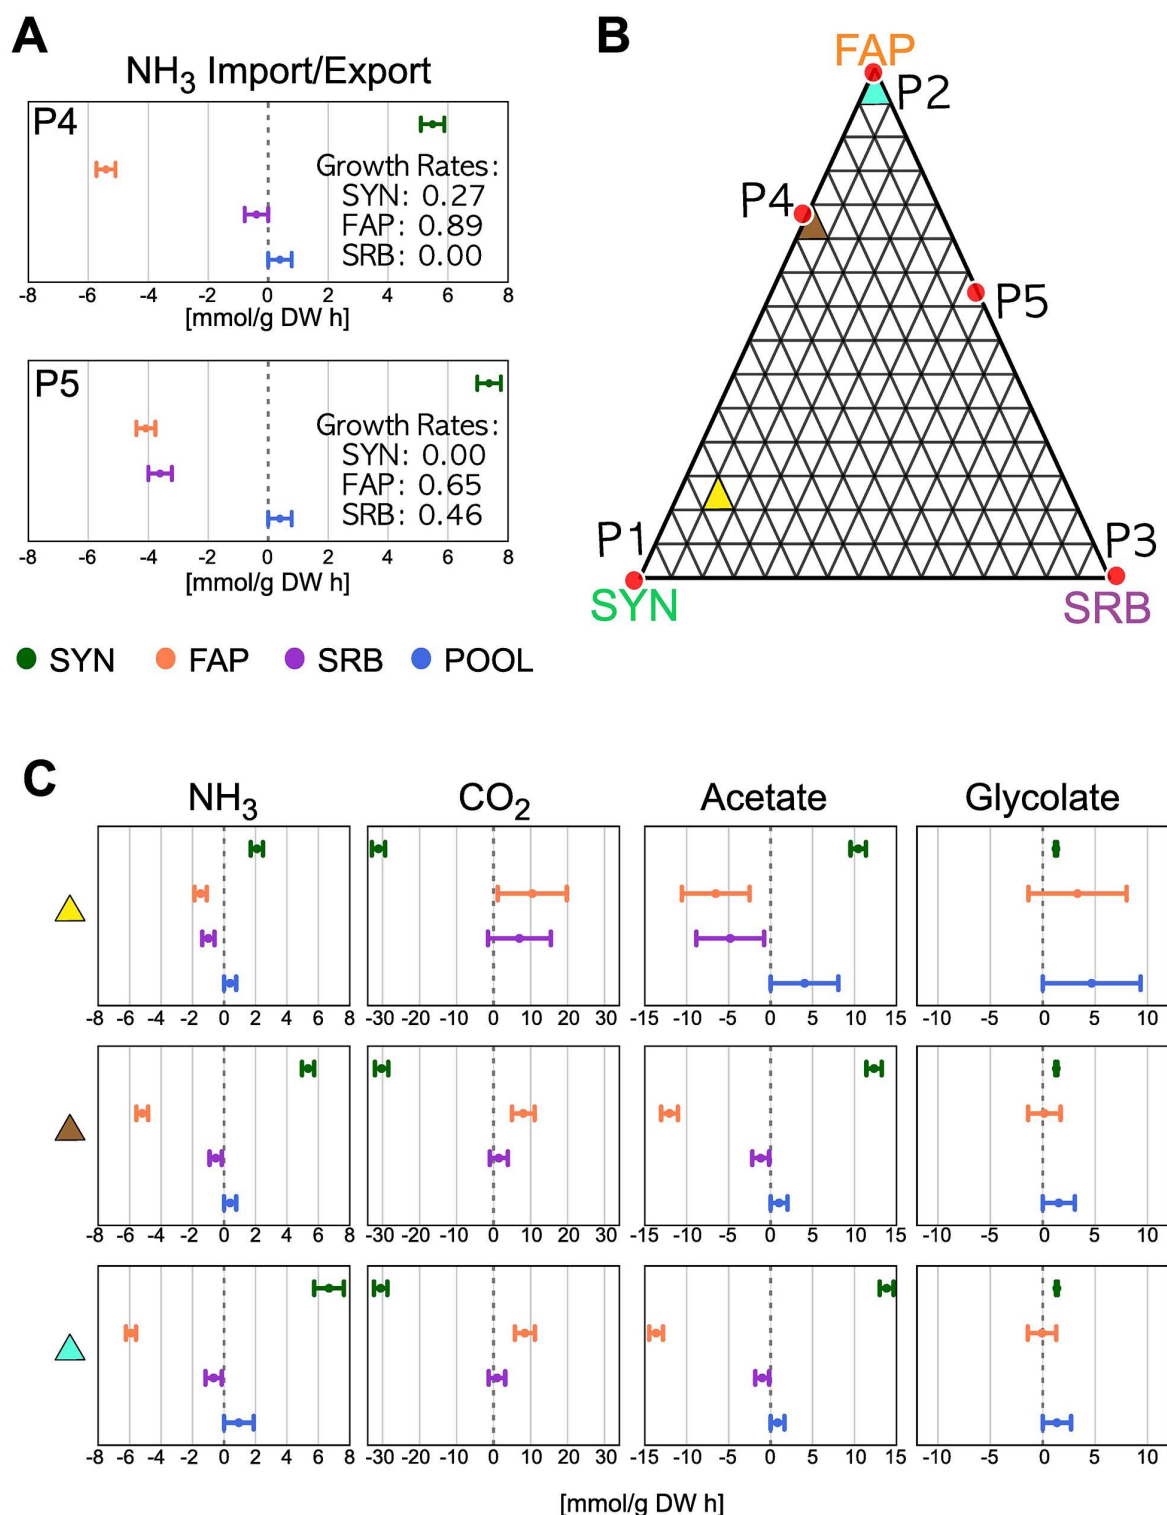 A
NH3 Import/Export
P4
Growth Rates:
SYN: 0.27
FAP: 0.89
SRB: 0.00
-8 -6 -4 -2 0 2 4 6 8
[mmol/g DW h]
P5
Growth Rates:
SYN: 0.00
FAP: 0.65
SRB: 0.46
-8 -6 -4 -2 0 2 4 6 8
[mmol/g DW h]
SYN FAP SRB POOL
B
FAP
P2
P4
P5
P1
P3
SYN
SRB
C
NH3 CO2 Acetate Glycolate
-8 -6 -4 -2 0 2 4 6 8 -30 -20 -10 0 10 20 30 -15 -10 -5 0 5 10 15 -10 -5 0 5 10
-8 -6 -4 -2 0 2 4 6 8 -30 -20 -10 0 10 20 30 -15 -10 -5 0 5 10 15 -10 -5 0 5 10
-8 -6 -4 -2 0 2 4 6 8 -30 -20 -10 0 10 20 30 -15 -10 -5 0 5 10 15 -10 -5 0 5 10
[mmol/g DW h]